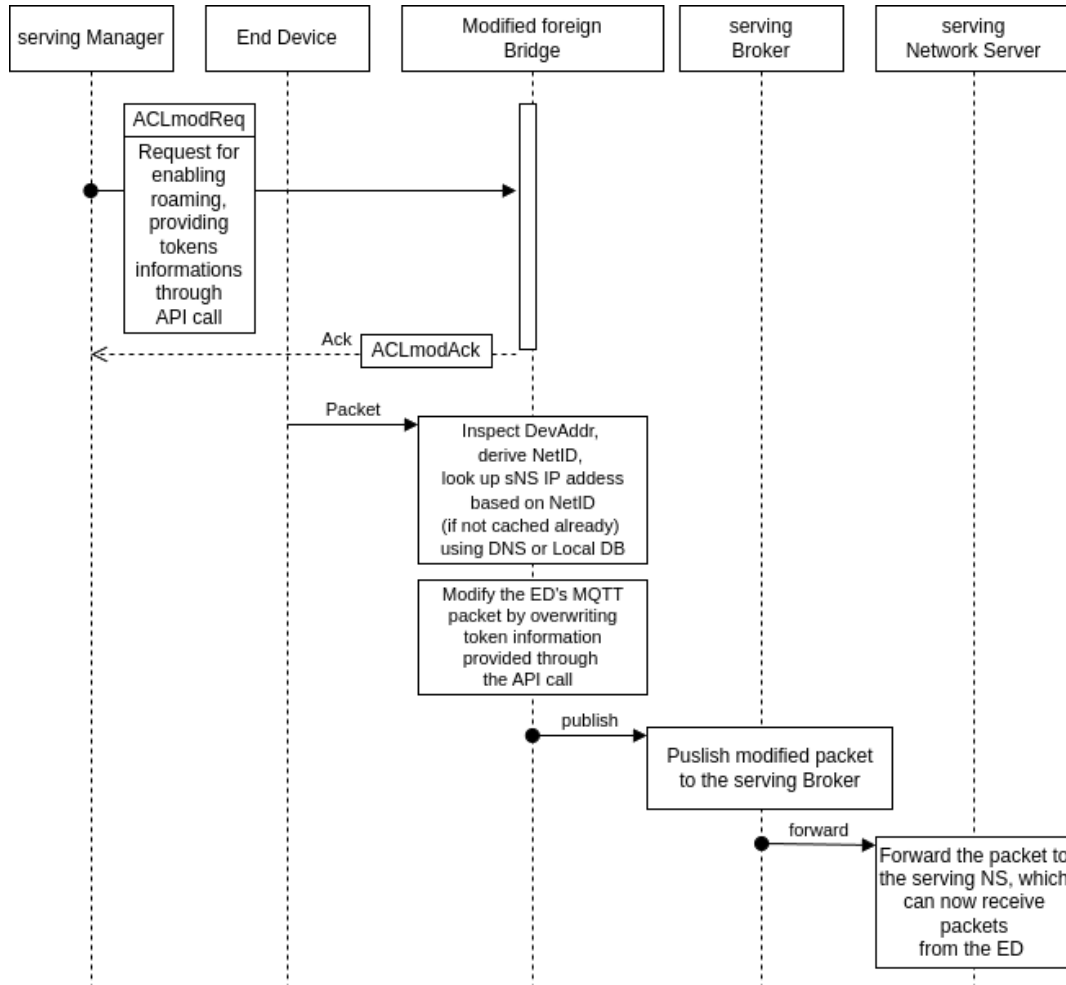 serving Manager
End Device
Modified foreign
Bridge
serving
Broker
serving
Network Server
ACLmodReq
Request for
enabling
roaming,
providing
tokens
informations
through
API call
Ack
ACLmodAck
Packet
Inspect DevAddr,
derive NetID,
look up sNS IP addess
based on NetID
(if not cached already)
using DNS or Local DB
Modify the ED's MQTT
packet by overwriting
token information
provided through
the API call
publish
Puslish modified packet
to the serving Broker
forward
Forward the packet to
the serving NS, which
can now receive
packets
from the ED